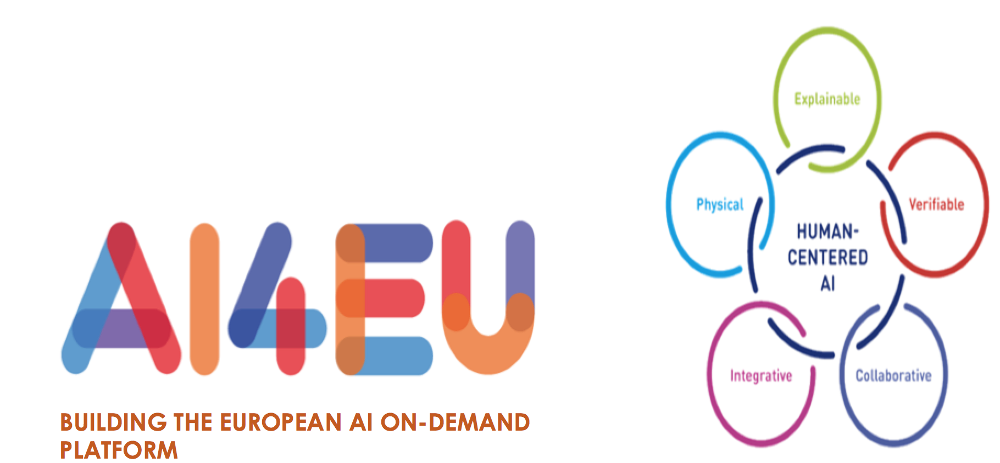 AI4EU
BUILDING THE EUROPEAN AI ON-DEMAND
PLATFORM
Explainable
Physical
Verifiable
HUMAN-
CENTERED
AI
Integrative
Collaborative